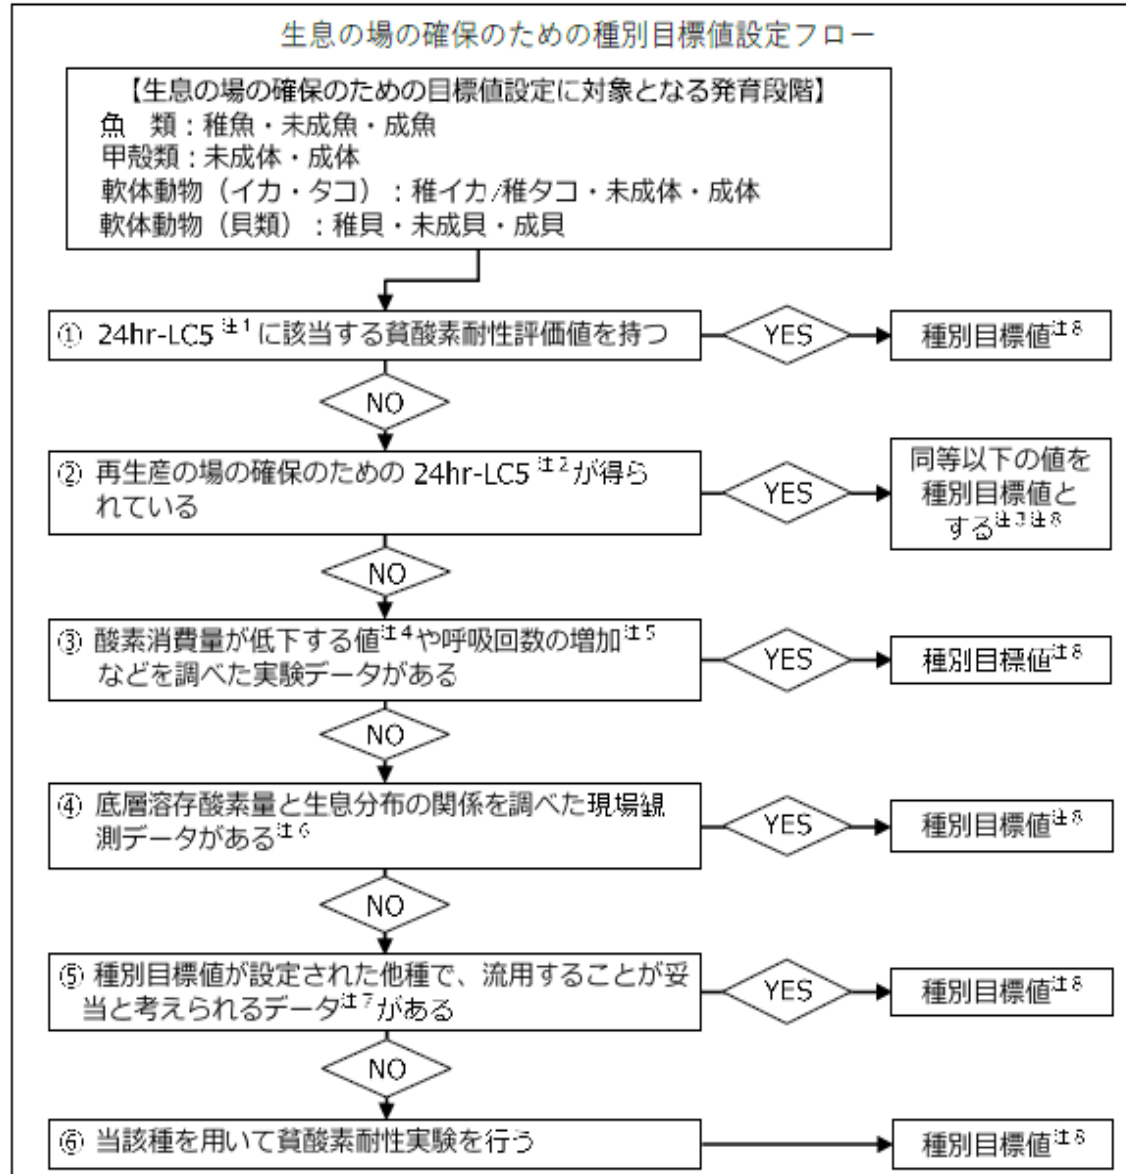 生息の場の確保のための種別目標値設定フロー
【生息の場の確保のための目標値設定に対象となる発育段階】
魚　類：稚魚・未成魚・成魚
甲殻類：未成体・成体
軟体動物（イカ・タコ）：稚イカ/稚タコ・未成体・成体
軟体動物（貝類）：稚貝・未成貝・成貝
① 24hr-LC5 注1 に該当する貧酸素耐性評価値を持つ
YES
種別目標値注8
NO
② 再生産の場の確保のための 24hr-LC5 注2 が得ら
れている
YES
同等以下の値を
種別目標値と
する注3注8
NO
③ 酸素消費量が低下する値注4や呼吸回数の増加注5
などを調べた実験データがある
YES
種別目標値注8
NO
④ 底層溶存酸素量と生息分布の関係を調べた現場観
測データがある注6
YES
種別目標値注8
NO
⑤ 種別目標値が設定された他種で、流用することが妥
当と考えられるデータ注7がある
YES
種別目標値注8
NO
⑥ 当該種を用いて貧酸素耐性実験を行う
種別目標値注8